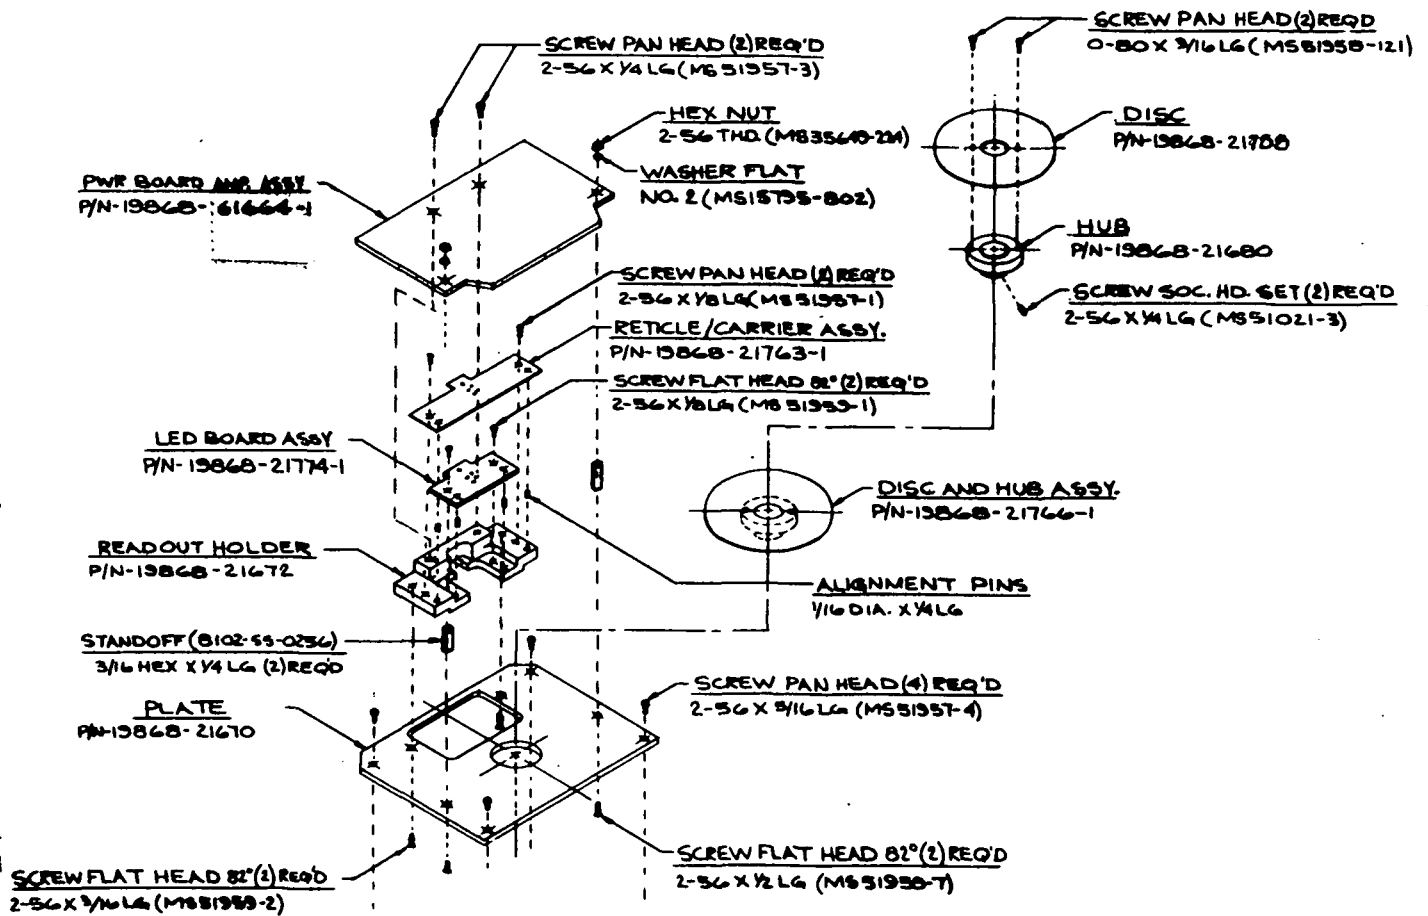 SCREW PAN HEAD (2) REQ'D
2-56 X 1/4 LG (MS 51957-3)
SCREW PAN HEAD (2) REQD
0-80 X 3/16 LG (MS51958-121)
HEX NUT
2-56 THD. (MS35649-224)
DISC
P/N-19868-21788
WASHER FLAT
NO. 2 (MS15795-802)
PWR BOARD AMP. ASSY
P/N-19868-61664-1
HUB
P/N-19868-21680
SCREW PAN HEAD (2) REQ'D
2-56 X 1/8 LG (MS 51957-1)
SCREW SOC. HD. SET (2) REQ'D
2-56 X 1/4 LG (MS51021-3)
RETICLE/CARRIER ASSY.
P/N-19868-21763-1
SCREW FLAT HEAD 82° (2) REQ'D
2-56 X 1/8 LG (MS 51959-1)
LED BOARD ASSY
P/N-19868-21774-1
DISC AND HUB ASSY.
P/N-19868-21766-1
READOUT HOLDER
P/N-19868-21672
ALIGNMENT PINS
1/16 DIA. X 1/4 LG
STANDOFF (8102-SS-0256)
3/16 HEX X 1/4 LG (2) REQD
SCREW PAN HEAD (4) REQ'D
2-56 X 5/16 LG (MS51957-4)
PLATE
P/N-19868-21670
SCREW FLAT HEAD 82° (2) REQ'D
2-56 X 1/2 LG (MS51958-7)
SCREW FLAT HEAD 82° (2) REQ'D
2-56 X 3/16 LG (MS51959-2)